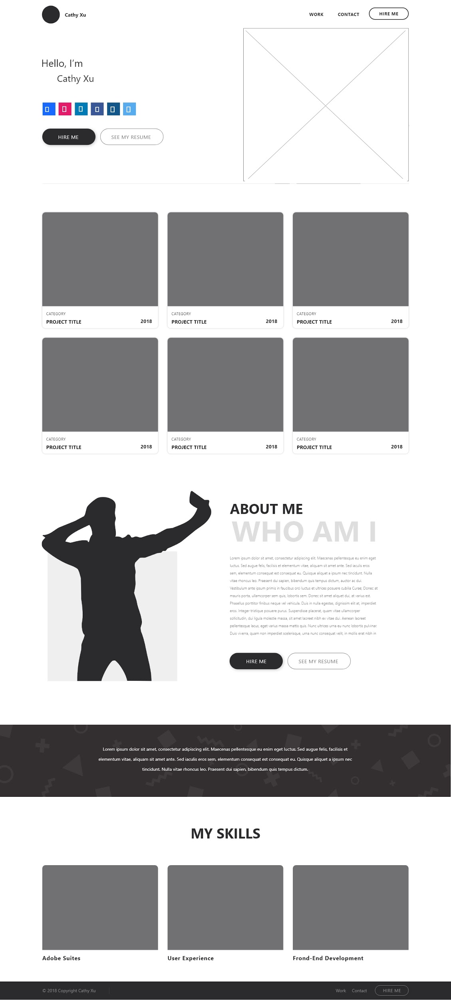 Cathy Xu
WORK
CONTACT
HIRE ME
Hello, I'm
Cathy Xu
HIRE ME
SEE MY RESUME
CATEGORY
PROJECT TITLE
2018
CATEGORY
PROJECT TITLE
2018
CATEGORY
PROJECT TITLE
2018
CATEGORY
PROJECT TITLE
2018
CATEGORY
PROJECT TITLE
2018
CATEGORY
PROJECT TITLE
2018
ABOUT ME
WHO AM I
Lorem ipsum dolor sit amet, consectetur adipiscing elit. Maecenas pellentesque eu enim eget
luctus. Sed augue felis, facilisis et elementum vitae, aliquam sit amet ante. Sed iaculis eros
sem, elementum consequat est consequat eu. Quisque aliquet a ipsum nec tincidunt. Nulla
vitae rhoncus leo. Praesent dui sapien, bibendum quis tempus dictum, auctor ac dui.
Vestibulum ante ipsum primis in faucibus orci luctus et ultrices posuere cubilia Curae; Donec at
mauris porta, ullamcorper sem quis, lobortis sem. Donec sit amet aliquet dui, at varius est.
Phasellus porttitor finibus neque vel vehicula. Duis in nulla egestas, dignissim elit at, imperdiet
eros. Integer tristique posuere purus. Suspendisse placerat, quam vitae ullamcorper
sollicitudin, dui ligula molestie massa, sit amet laoreet nibh ex vitae dui. Aenean laoreet
pellentesque lacus, eget varius massa mattis quis. Nunc ultrices urna eu nunc lobortis pulvinar.
Duis viverra, quam non imperdiet scelerisque, urna nunc consequat velit, in mollis erat nibh in
HIRE ME
SEE MY RESUME
Lorem ipsum dolor sit amet, consectetur adipiscing elit. Maecenas pellentesque eu enim eget luctus. Sed augue felis, facilisis et
elementum vitae, aliquam sit amet ante. Sed iaculis eros sem, elementum consequat est consequat eu. Quisque aliquet a ipsum nec
tincidunt. Nulla vitae rhoncus leo. Praesent dui sapien, bibendum quis tempus dictum.
MY SKILLS
Adobe Suites
User Experience
Frond-End Development
© 2018 Copyright Cathy Xu
Work
Contact
HIRE ME